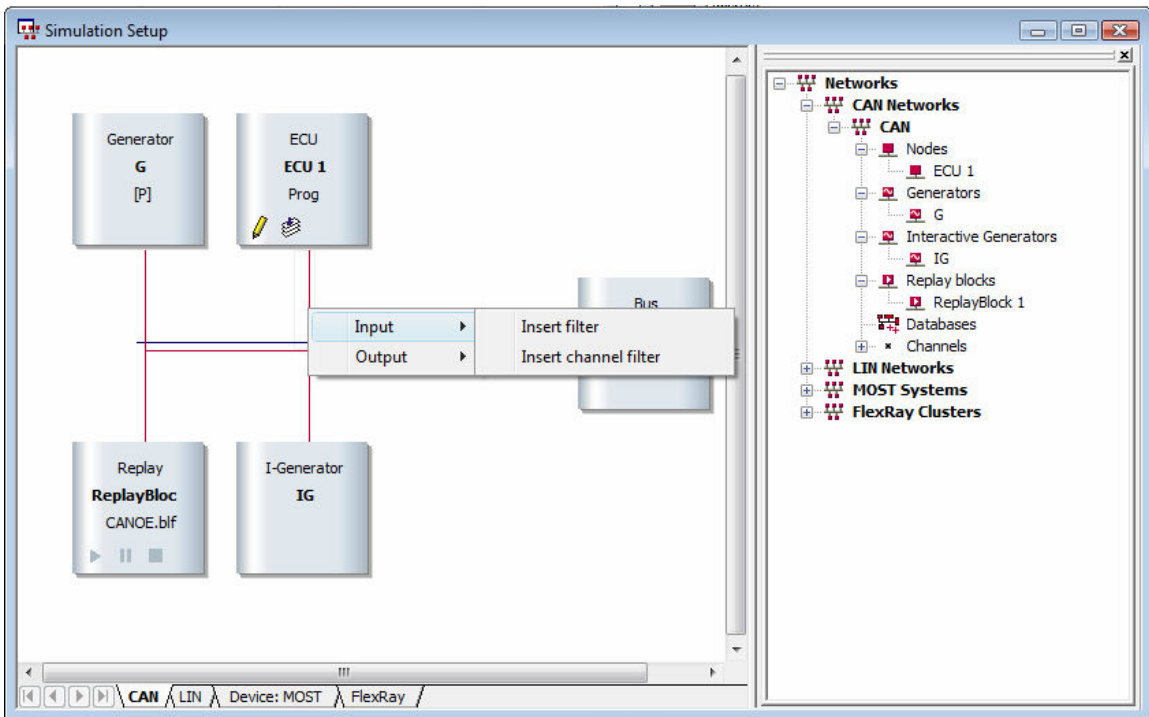 Simulation Setup
Generator
G
[P]
ECU
ECU 1
Prog
Bus
Input
Output
Insert filter
Insert channel filter
Replay
ReplayBloc
CANOE.blf
I-Generator
IG
CAN
LIN
Device: MOST
FlexRay
Networks
CAN Networks
CAN
Nodes
ECU 1
Generators
G
Interactive Generators
IG
Replay blocks
ReplayBlock 1
Databases
Channels
LIN Networks
MOST Systems
FlexRay Clusters